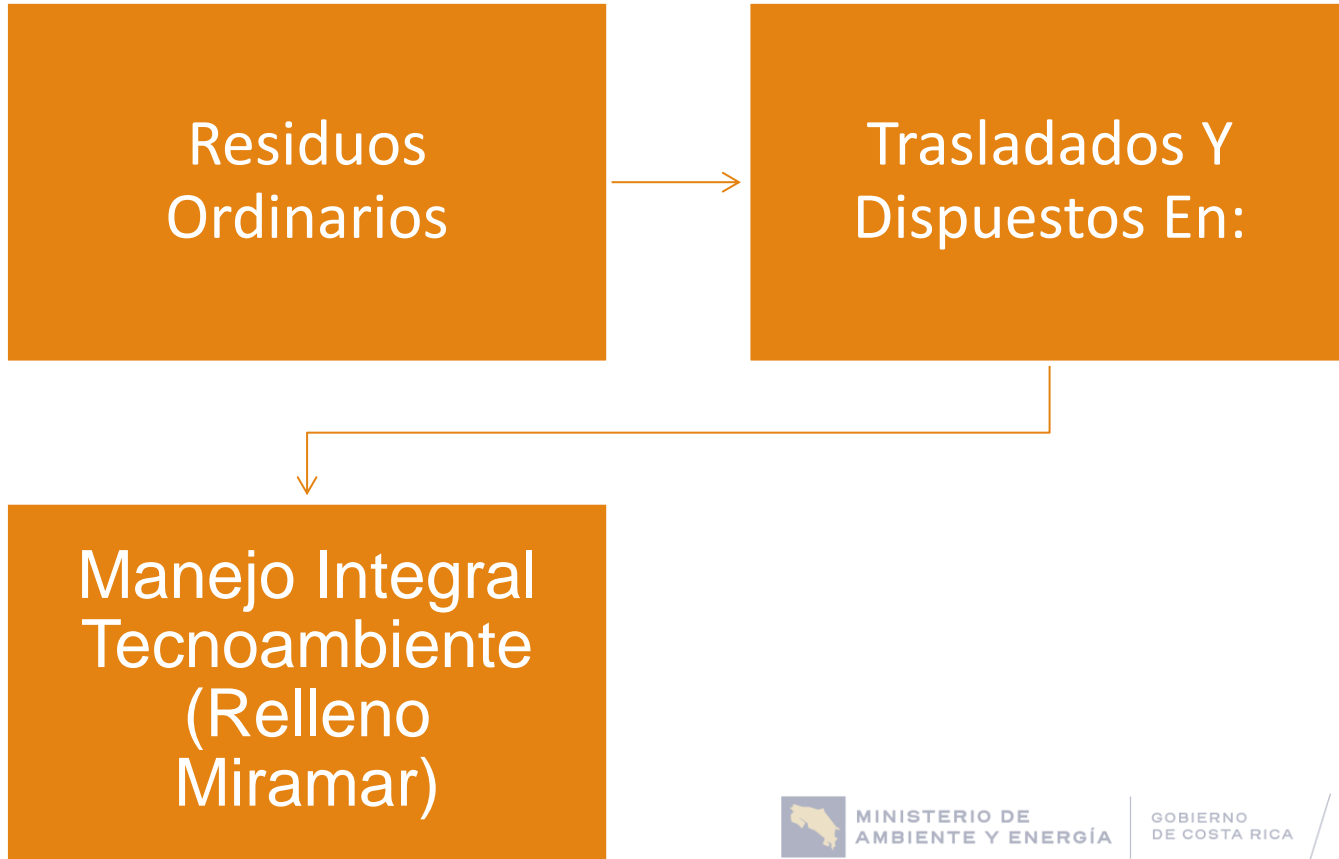 Residuos
Ordinarios
Trasladados Y
Dispuestos En:
Manejo Integral
Tecnoambiente
(Relleno
Miramar)
MINISTERIO DE
AMBIENTE Y ENERGÍA
GOBIERNO
DE COSTA RICA